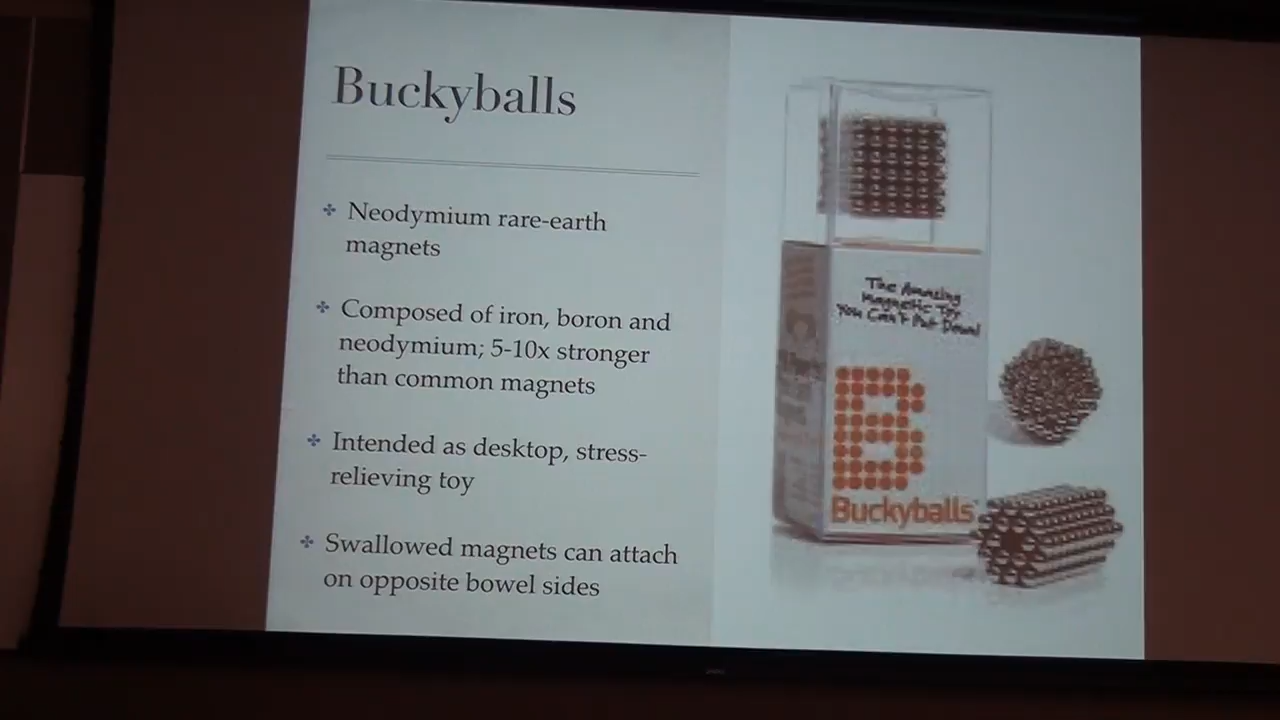 Buckyballs
Neodymium rare-earth
magnets
Composed of iron, boron and
neodymium; 5-10x stronger
than common magnets
Intended as desktop, stress-
relieving toy
Swallowed magnets can attach
on opposite bowel sides
The Amazing
Magnetic Toy
You Can't Put Down!
B
Buckyballs